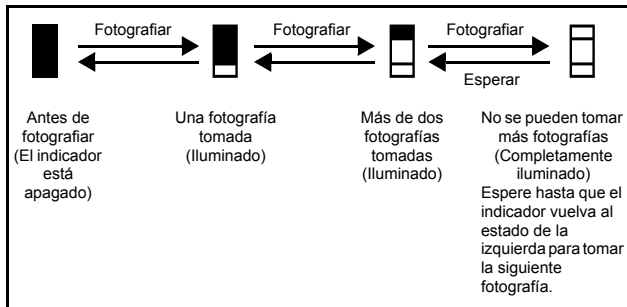 Fotografiar
Fotografiar
Fotografiar
Esperar
Antes de
fotografiar
(El indicador
está
apagado)
Una fotografía
tomada
(Iluminado)
Más de dos
fotografías
tomadas
(Iluminado)
No se pueden tomar
más fotografías
(Completamente
iluminado)
Espere hasta que el
indicador vuelva al
estado de la
izquierda para tomar
la siguiente
fotografía.